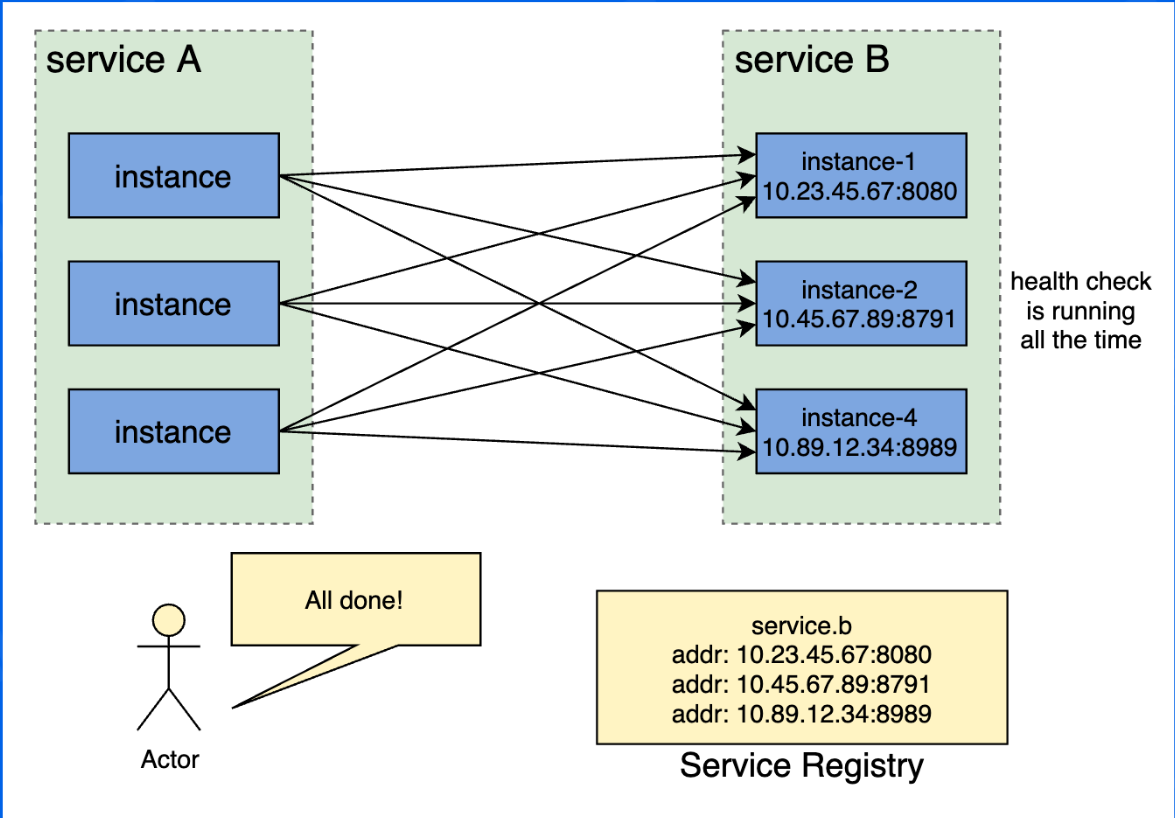 service A
service B
instance
instance
instance
instance-1
10.23.45.67:8080
instance-2
10.45.67.89:8791
instance-4
10.89.12.34:8989
health check
is running
all the time
All done!
Actor
service.b
addr: 10.23.45.67:8080
addr: 10.45.67.89:8791
addr: 10.89.12.34:8989
Service Registry